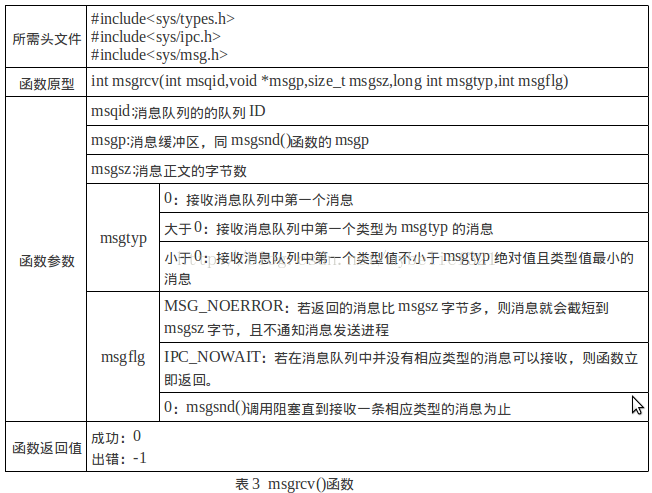 所需头文件
#include<sys/types.h>
#include<sys/ipc.h>
#include<sys/msg.h>
函数原型
int msgrcv(int msqid,void *msgp,size_t msgsz,long int msgtyp,int msgflg)
函数参数
msqid:消息队列的的队列 ID
msgp:消息缓冲区，同 msgsnd()函数的 msgp
msgsz:消息正文的字节数
msgtyp
0：接收消息队列中第一个消息
大于 0：接收消息队列中第一个类型为 msgtyp 的消息
小于 0：接收消息队列中第一个类型值不小于 msgtyp 绝对值且类型值最小的
消息
msgflg
MSG_NOERROR：若返回的消息比 msgsz 字节多，则消息就会截短到
msgsz 字节，且不通知消息发送进程
IPC_NOWAIT：若在消息队列中并没有相应类型的消息可以接收，则函数立
即返回。
0：msgsnd()调用阻塞直到接收一条相应类型的消息为止
函数返回值
成功：0
出错：-1
表 3 msgrcv()函数